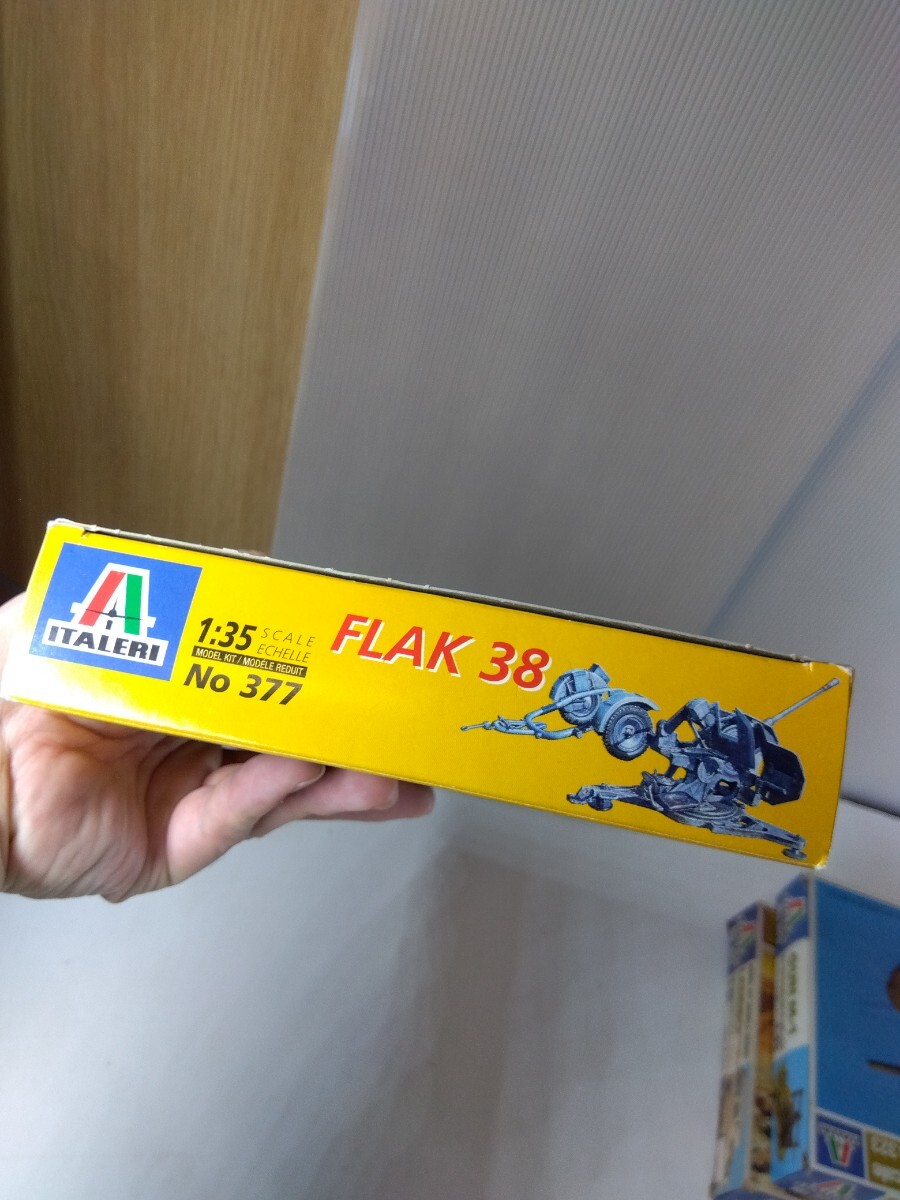 ITALERI
1:35 SCALE
ECHELLE
MODEL KIT / MODÈLE REDUIT
No 377
FLAK 38